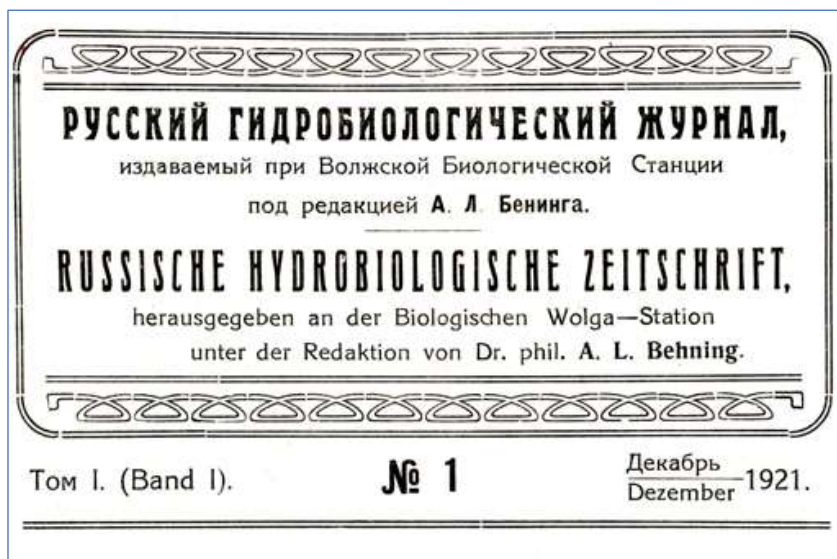 РУССКИЙ ГИДРОБИОЛОГИЧЕСКИЙ ЖУРНАЛ,
издаваемый при Волжской Биологической Станции
под редакцией А. Л. Бенинга.
RUSSISCHE HYDROBIOLOGISCHE ZEITSCHRIFT,
herausgegeben an der Biologischen Wolga—Station
unter der Redaktion von Dr. phil. A. L. Behning.
Том I. (Band I). № 1 Декабрь
Dezember 1921.